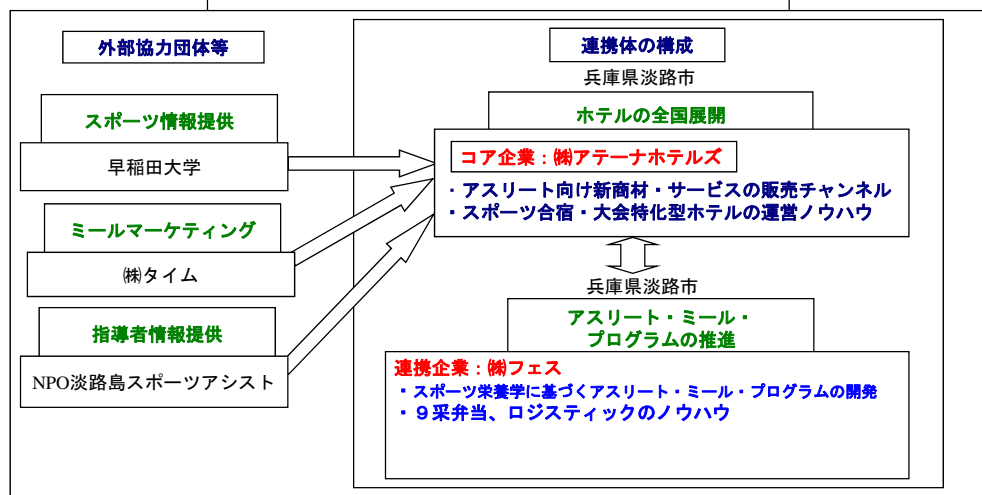 外部協力団体等
スポーツ情報提供
早稲田大学
ミールマーケティング
㈱タイム
指導者情報提供
NPO淡路島スポーツアシスト
連携体の構成
兵庫県淡路市
ホテルの全国展開
コア企業：㈱アテーナホテルズ
・アスリート向け新商材・サービスの販売チャンネル
・スポーツ合宿・大会特化型ホテルの運営ノウハウ
兵庫県淡路市
アスリート・ミール・
プログラムの推進
連携企業：㈱フェス
・スポーツ栄養学に基づくアスリート・ミール・プログラムの開発
・９采弁当、ロジスティックのノウハウ